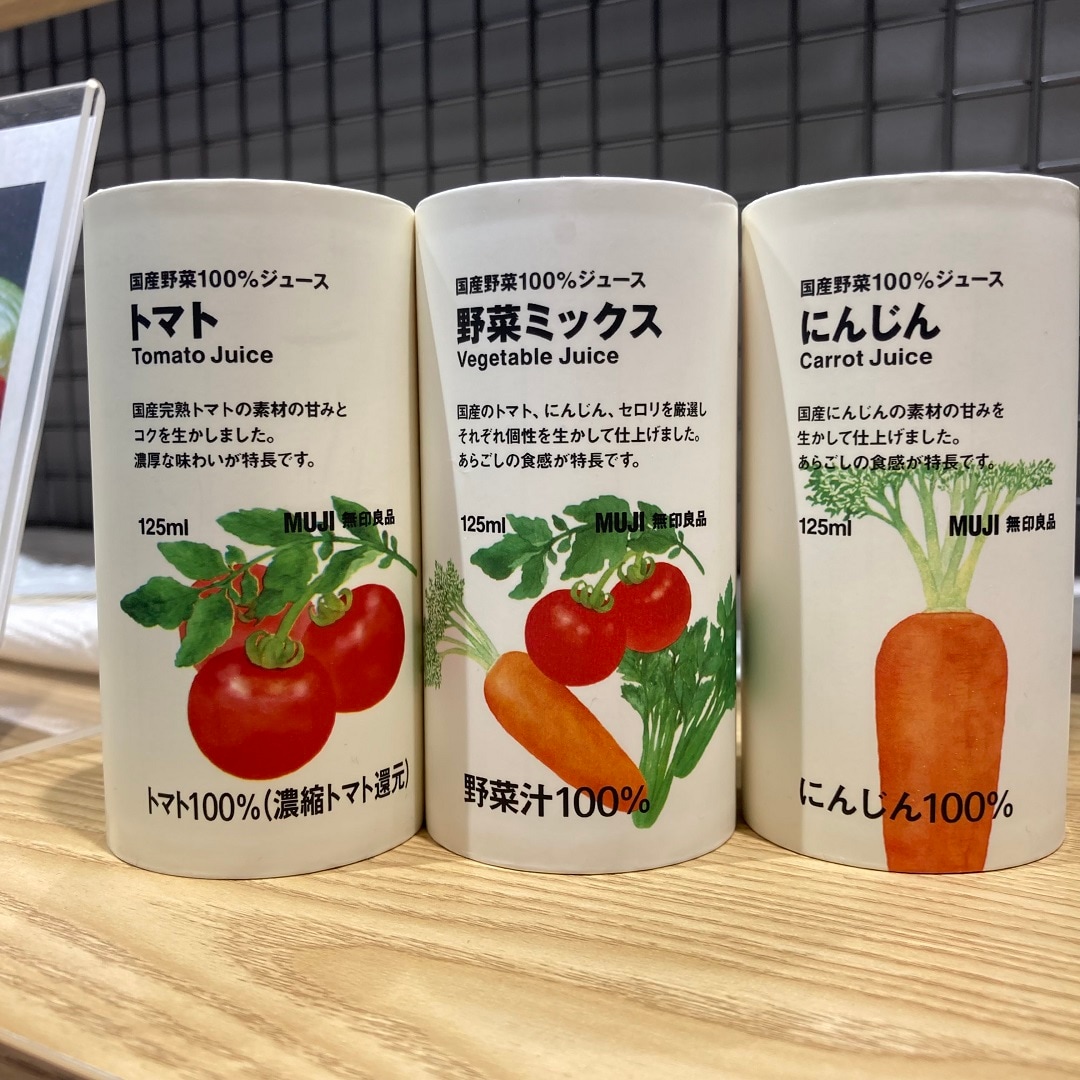 国産野菜100%ジュース
トマト
Tomato Juice
国産完熟トマトの素材の甘みと
コクを生かしました。
濃厚な味わいが特長です。
125ml
MUJI 無印良品
トマト100%(濃縮トマト還元)
国産野菜100%ジュース
野菜ミックス
Vegetable Juice
国産のトマト、にんじん、セロリを厳選し
それぞれ個性を生かして仕上げました。
あらごしの食感が特長です。
125ml
MUJI 無印良品
野菜汁100%
国産野菜100%ジュース
にんじん
Carrot Juice
国産にんじんの素材の甘みを
生かして仕上げました。
あらごしの食感が特長です。
125ml
MUJI 無印良品
にんじん100%